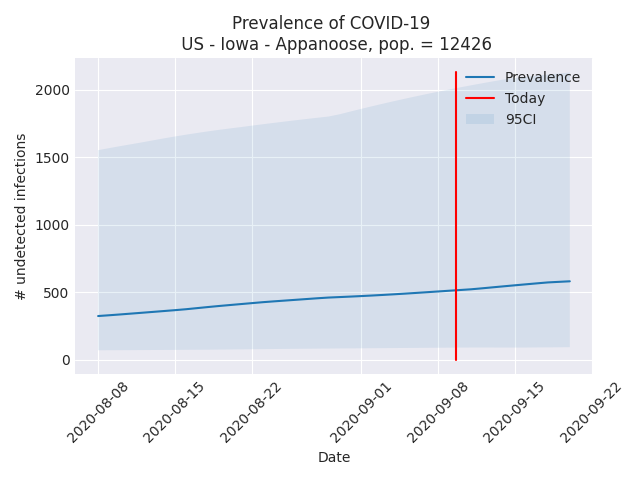 Prevalence of COVID-19
US - Iowa - Appanoose, pop. = 12426
Prevalence
Today
95CI
2000
1500
1000
500
0
# undetected infections
2020-08-08
2020-08-15
2020-08-22
2020-09-01
2020-09-08
2020-09-15
2020-09-22
Date